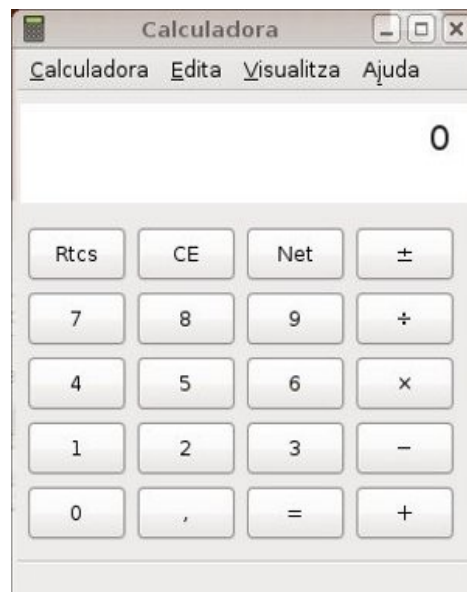 Calculadora
Calculadora Edita Visualitza Ajuda
0
Rtcs CE Net ±
7 8 9 ÷
4 5 6 ×
1 2 3 −
0 , = +